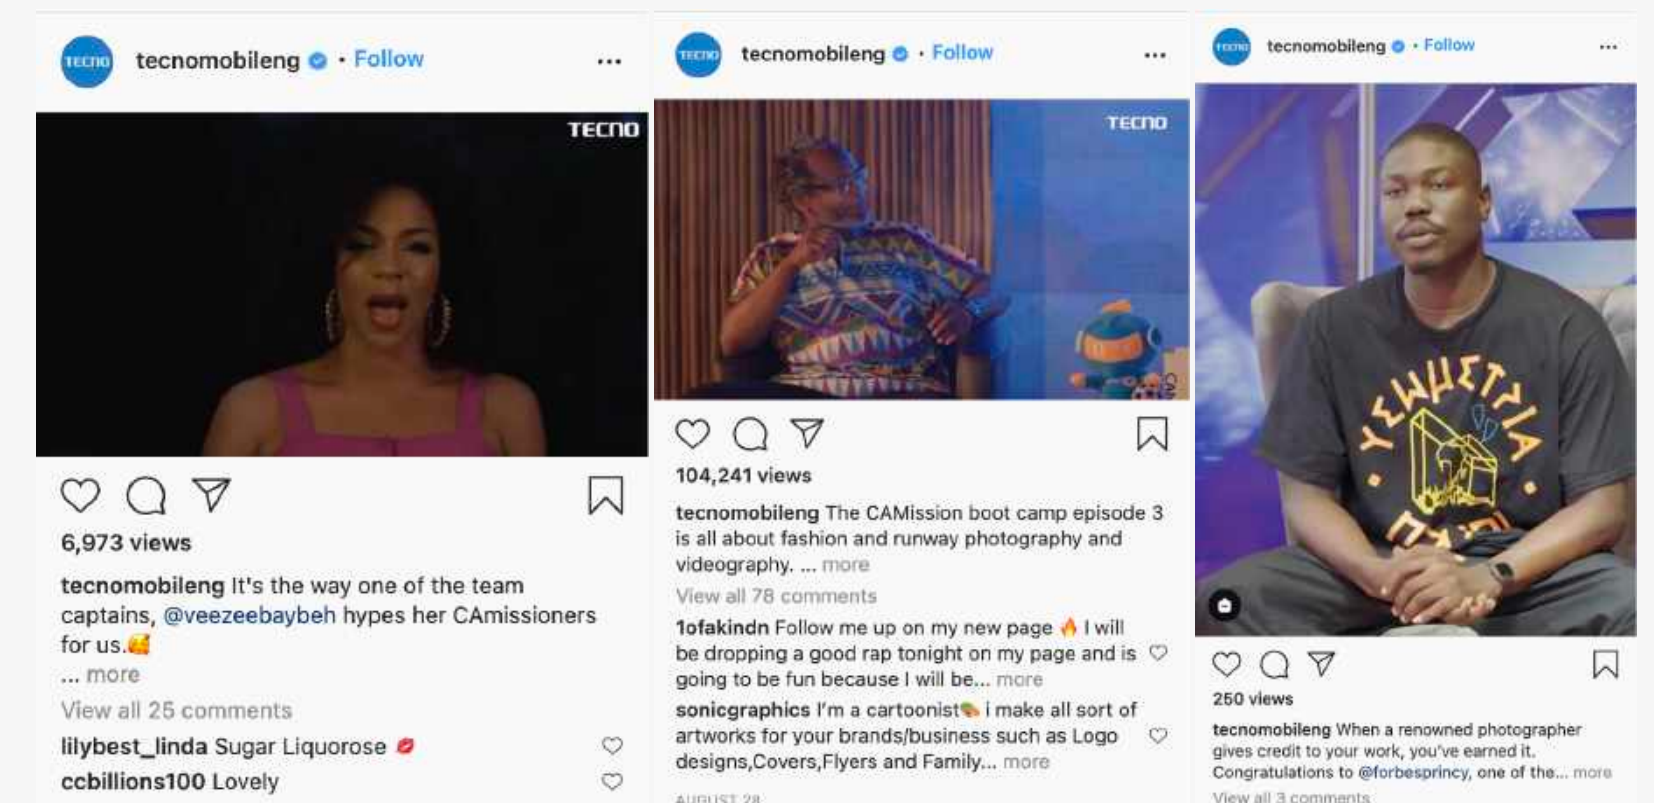 TECNO
tecnomobileng • Follow
TECNO
6,973 views
tecnomobileng It's the way one of the team
captains, @veezeebaybeh hypes her CAmissioners
for us.🥰
... more
View all 25 comments
lilybest_linda Sugar Liquorose 💋
ccbillions100 Lovely
TECNO
tecnomobileng • Follow
TECNO
CAM
104,241 views
tecnomobileng The CAMission boot camp episode 3
is all about fashion and runway photography and
videography. ... more
View all 78 comments
1ofakindn Follow me up on my new page 🔥 I will
be dropping a good rap tonight on my page and is
going to be fun because I will be... more
sonicgraphics I'm a cartoonist🎨 i make all sort of
artworks for your brands/business such as Logo
designs,Covers,Flyers and Family... more
AUGUST 28
TECNO
tecnomobileng • Follow
ΥΣΩΜΕΤΡΙΑ
250 views
tecnomobileng When a renowned photographer
gives credit to your work, you've earned it.
Congratulations to @forbesprincy, one of the... more
View all 3 comments